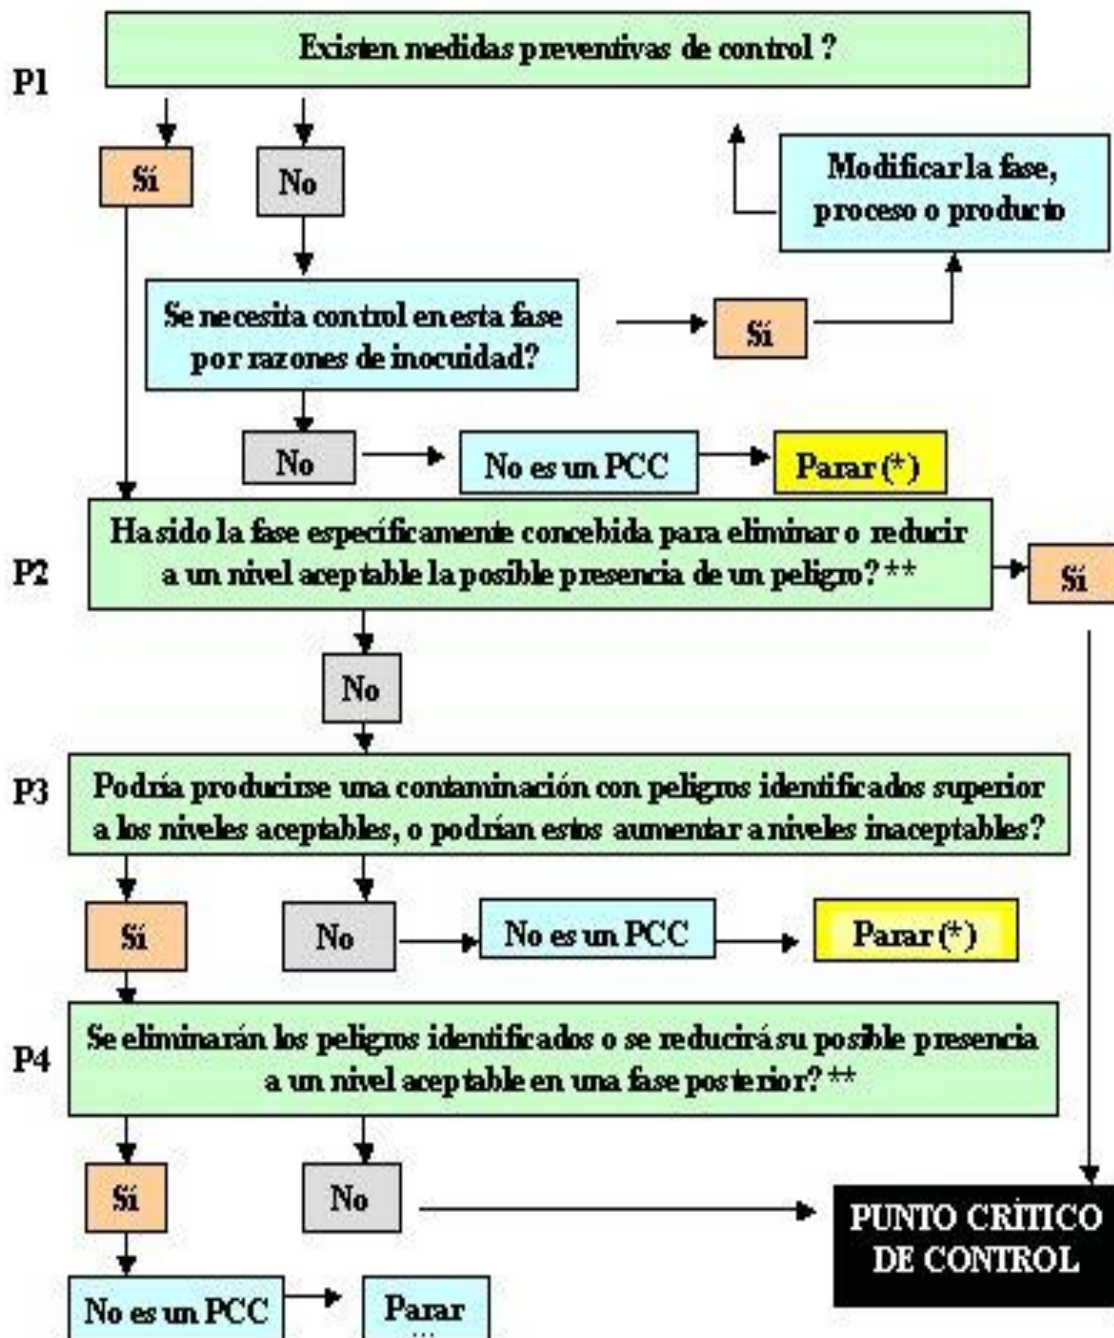 Existen medidas preventivas de control ?
P1
Sí
No
Modificar la fase,
proceso o producto
Se necesita control en esta fase
por razones de inocuidad?
Sí
No
No es un PCC
Parar (*)
P2
Ha sido la fase específicamente concebida para eliminar o reducir
a un nivel aceptable la posible presencia de un peligro? **
Sí
No
P3
Podría producirse una contaminación con peligros identificados superior
a los niveles aceptables, o podrían estos aumentar a niveles inaceptables?
Sí
No
No es un PCC
Parar (*)
P4
Se eliminarán los peligros identificados o se reducirá su posible presencia
a un nivel aceptable en una fase posterior? **
Sí
No
PUNTO CRÍTICO
DE CONTROL
No es un PCC
Parar